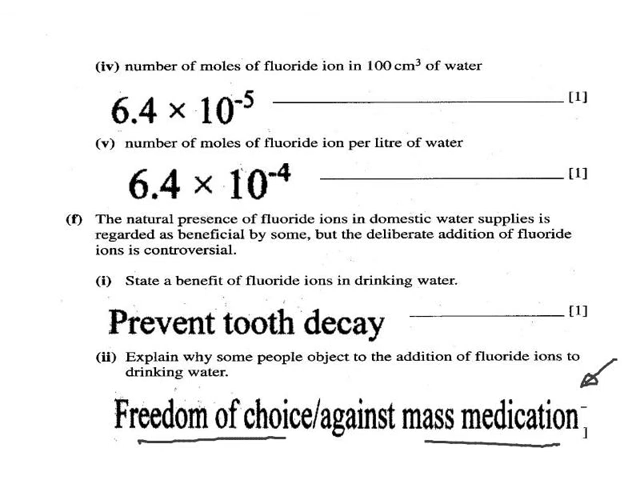 (iv) number of moles of fluoride ion in 100 cm³ of water
6.4 × 10⁻⁵ [1]
(v) number of moles of fluoride ion per litre of water
6.4 × 10⁻⁴ [1]
(f) The natural presence of fluoride ions in domestic water supplies is
regarded as beneficial by some, but the deliberate addition of fluoride
ions is controversial.
(i) State a benefit of fluoride ions in drinking water.
Prevent tooth decay [1]
(ii) Explain why some people object to the addition of fluoride ions to
drinking water.
Freedom of choice/against mass medication ]